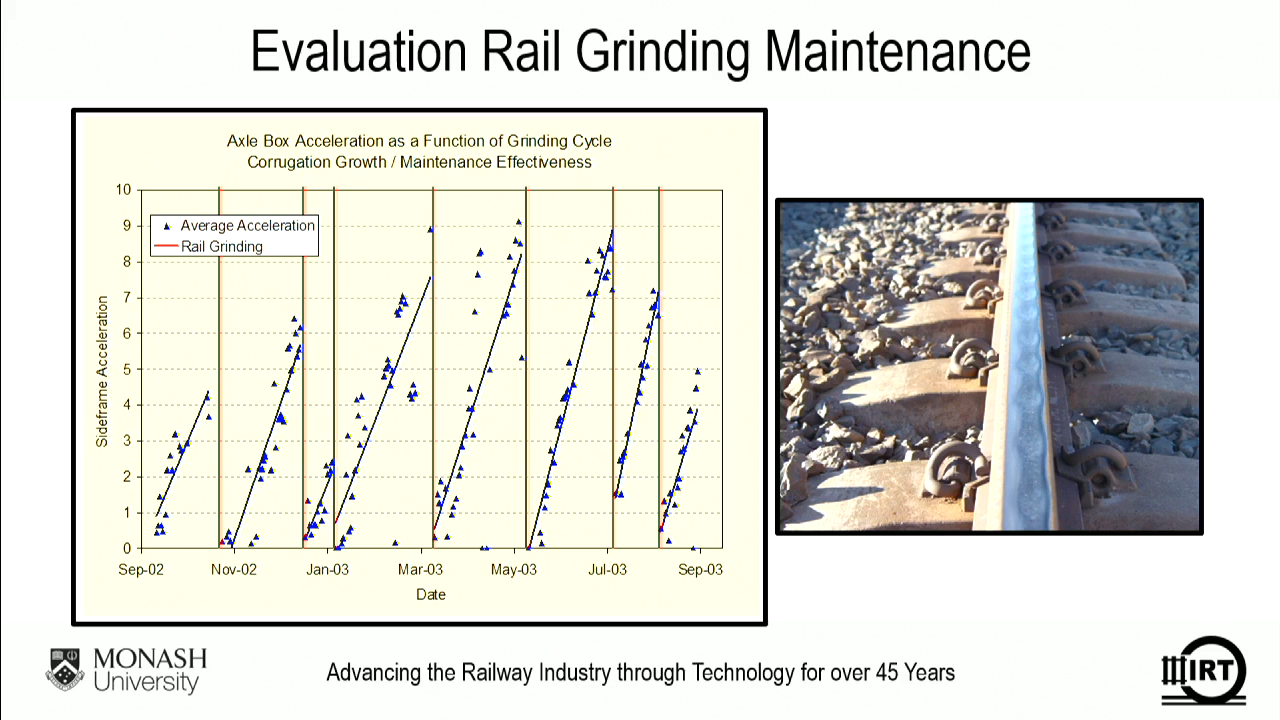 Evaluation Rail Grinding Maintenance
Axle Box Acceleration as a Function of Grinding Cycle
Corrugation Growth / Maintenance Effectiveness
10
9
8
7
6
5
4
3
2
1
0
Sideframe Acceleration
Average Acceleration
Rail Grinding
Sep-02 Nov-02 Jan-03 Mar-03 May-03 Jul-03 Sep-03
Date
MONASH
University
Advancing the Railway Industry through Technology for over 45 Years
IRT